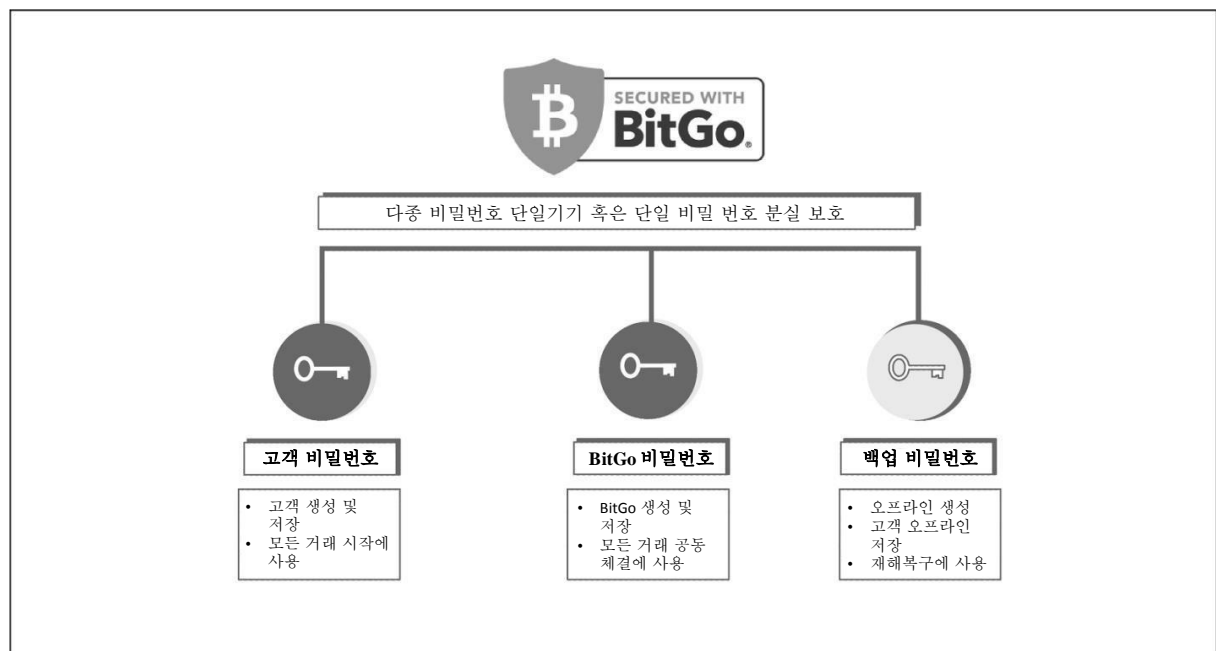 SECURED WITH
BitGo®
다종 비밀번호 단일기기 혹은 단일 비밀 번호 분실 보호
고객 비밀번호
• 고객 생성 및
저장
• 모든 거래 시작에
사용
BitGo 비밀번호
• BitGo 생성 및
저장
• 모든 거래 공동
체결에 사용
백업 비밀번호
• 오프라인 생성
• 고객 오프라인
저장
• 재해복구에 사용